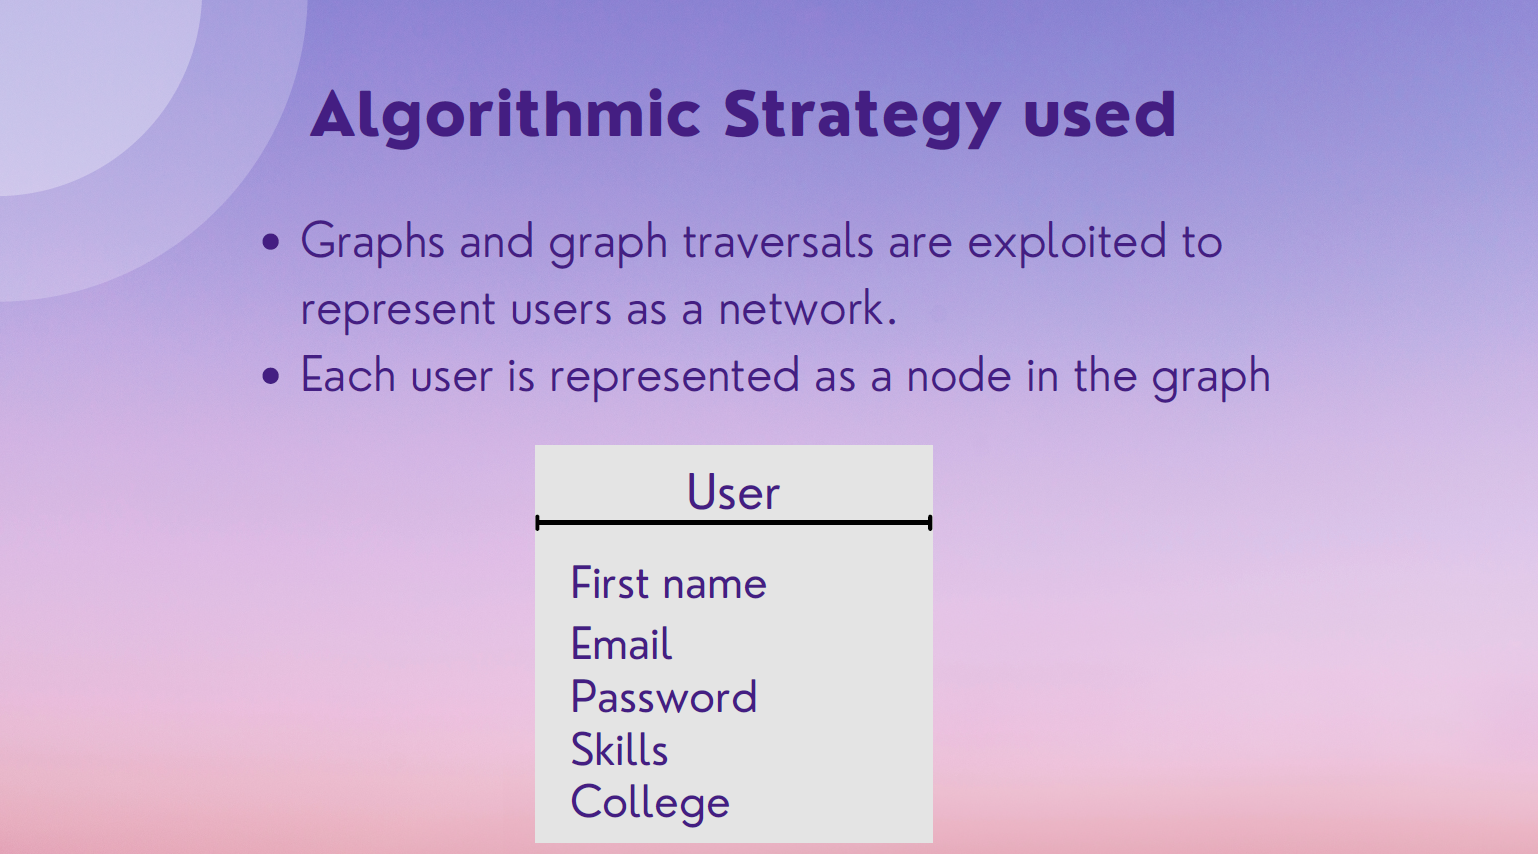 Algorithmic Strategy used
• Graphs and graph traversals are exploited to
represent users as a network.
• Each user is represented as a node in the graph
User
First name
Email
Password
Skills
College